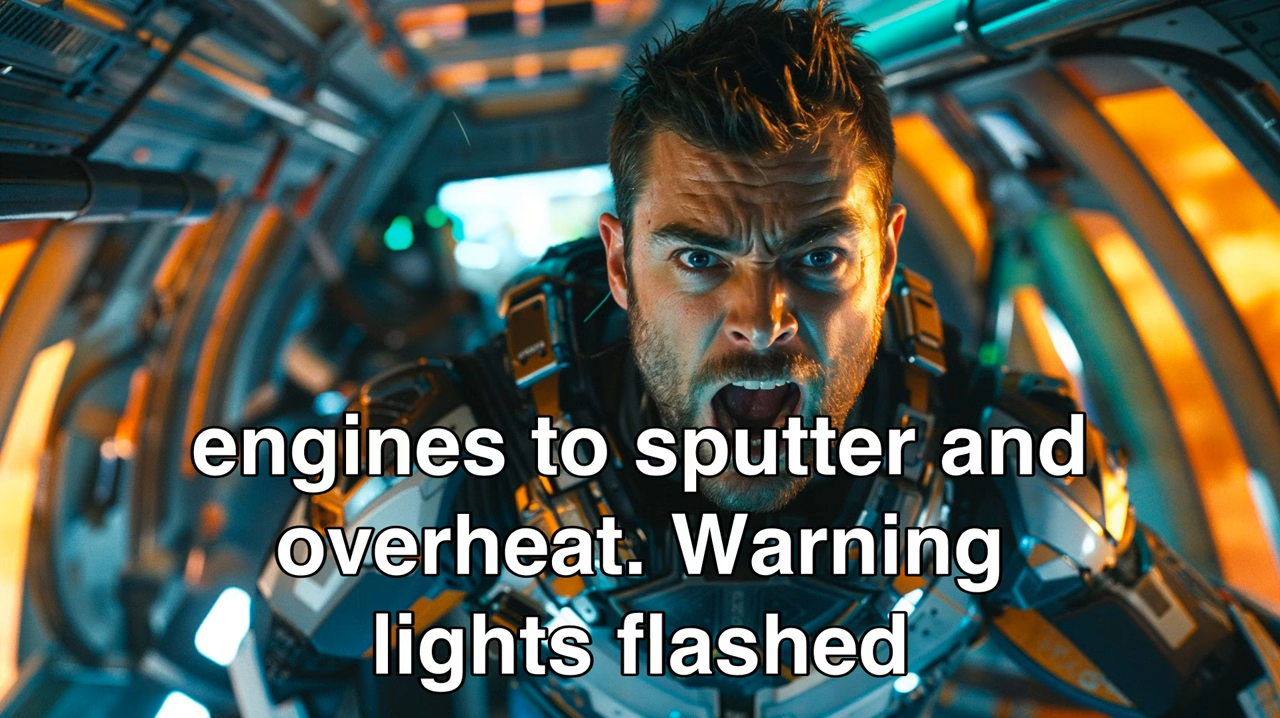 engines to sputter and
overheat. Warning
lights flashed